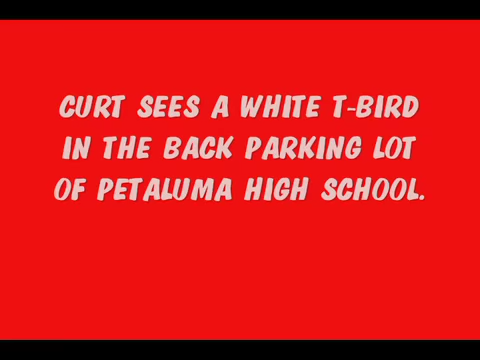 CURT SEES A WHITE T-BIRD
IN THE BACK PARKING LOT
OF PETALUMA HIGH SCHOOL.